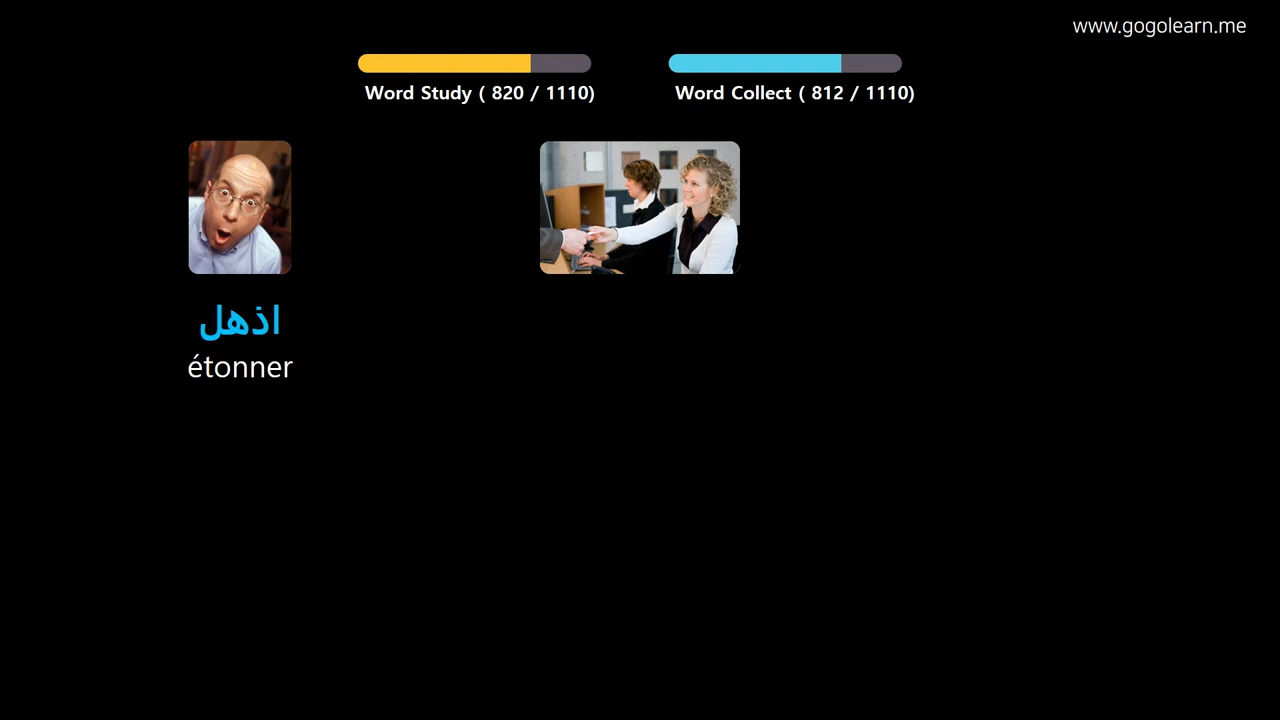 www.gogolearn.me
Word Study ( 820 / 1110)
Word Collect ( 812 / 1110)
اذهل
étonner